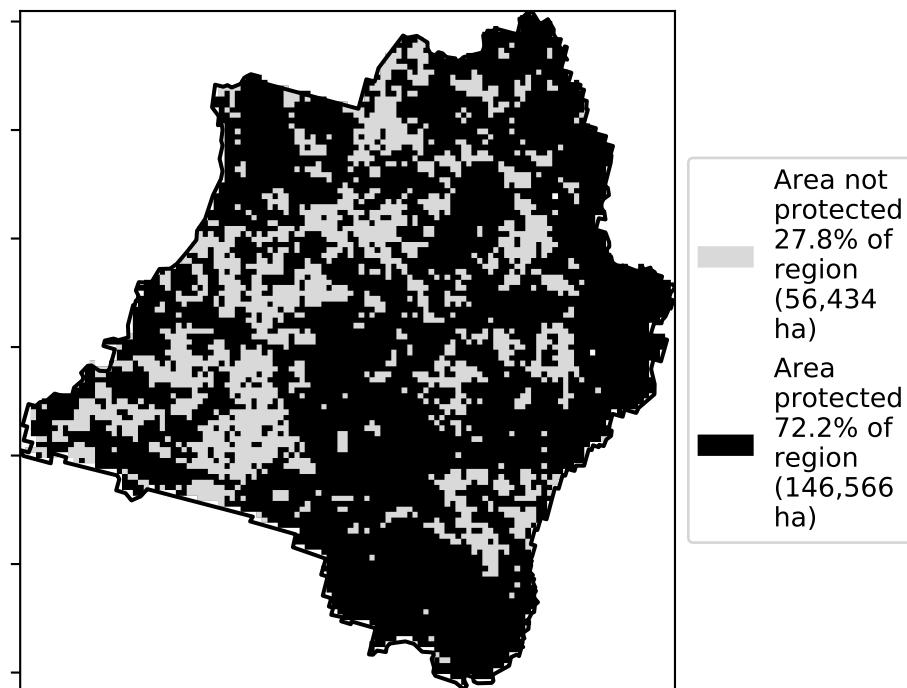 Area not
protected
27.8% of
region
(56,434
ha)
Area
protected
72.2% of
region
(146,566
ha)